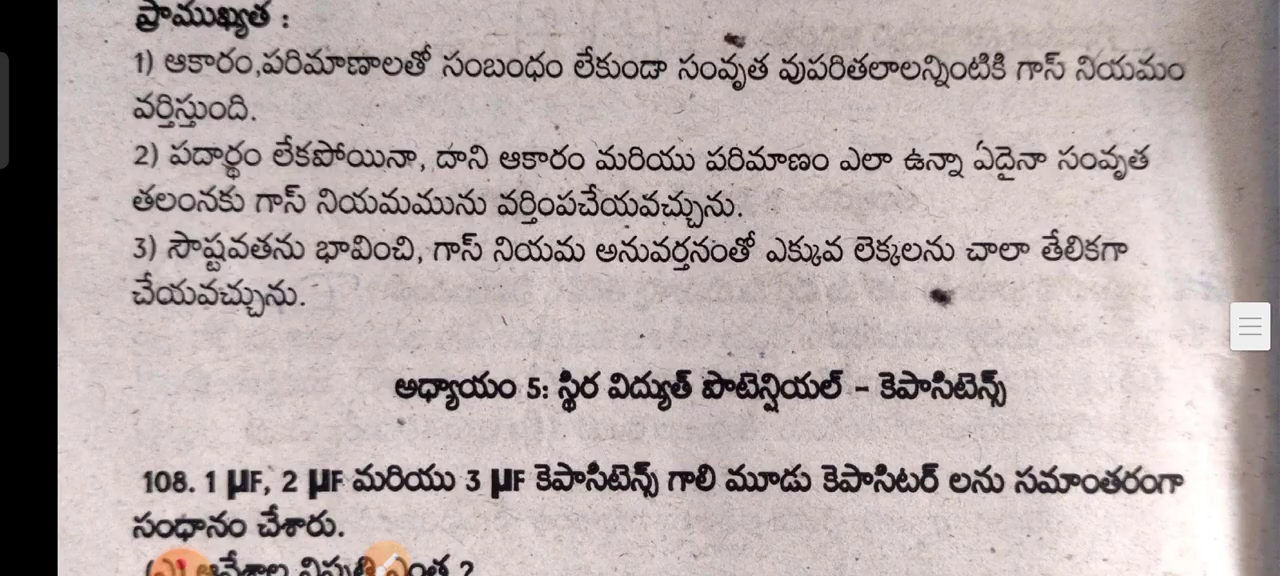 ప్రాముఖ్యత :
1) ఆకారం,పరిమాణాలతో సంబంధం లేకుండా సంవృత వుపరితలాలన్నింటికి గాస్ నియమం
వర్తిస్తుంది.
2) పదార్థం లేకపోయినా, దాని ఆకారం మరియు పరిమాణం ఎలా ఉన్నా ఏదైనా సంవృత
తలంనకు గాస్ నియమమును వర్తింపచేయవచ్చును.
3) సౌష్టవతను భావించి, గాస్ నియమ అనువర్తనంతో ఎక్కువ లెక్కలను చాలా తేలికగా
చేయవచ్చును.
అధ్యాయం 5: స్థిర విద్యుత్ పొటెన్షియల్ – కెపాసిటెన్స్
108. 1 μF, 2 μF మరియు 3 μF కెపాసిటెన్స్ గాలి మూడు కెపాసిటర్ లను సమాంతరంగా
సంధానం చేశారు.
ఆవేశాల నిష్పత్తి ఎంత ?